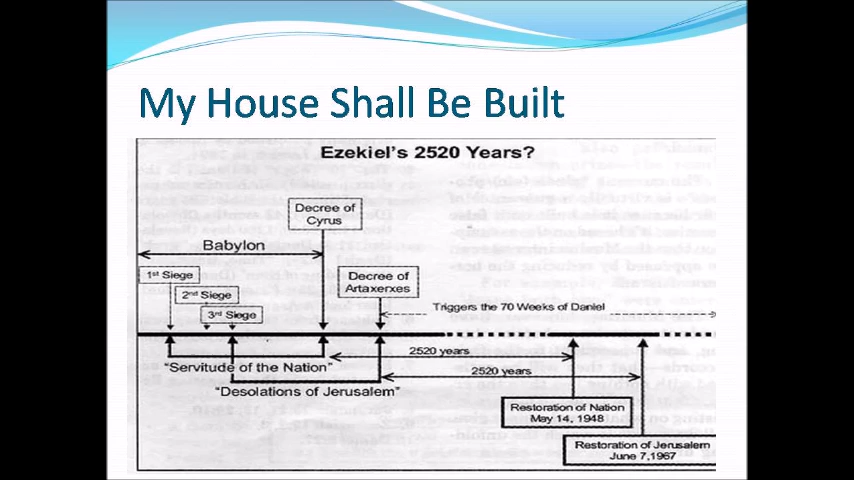 My House Shall Be Built
Ezekiel's 2520 Years?
Decree of
Cyrus
Babylon
1st Siege
Decree of
Artaxerxes
2nd Siege
3rd Siege
Triggers the 70 Weeks of Daniel
2520 years
"Servitude of the Nation"
2520 years
"Desolations of Jerusalem"
Restoration of Nation
May 14, 1948
Restoration of Jerusalem
June 7,1967